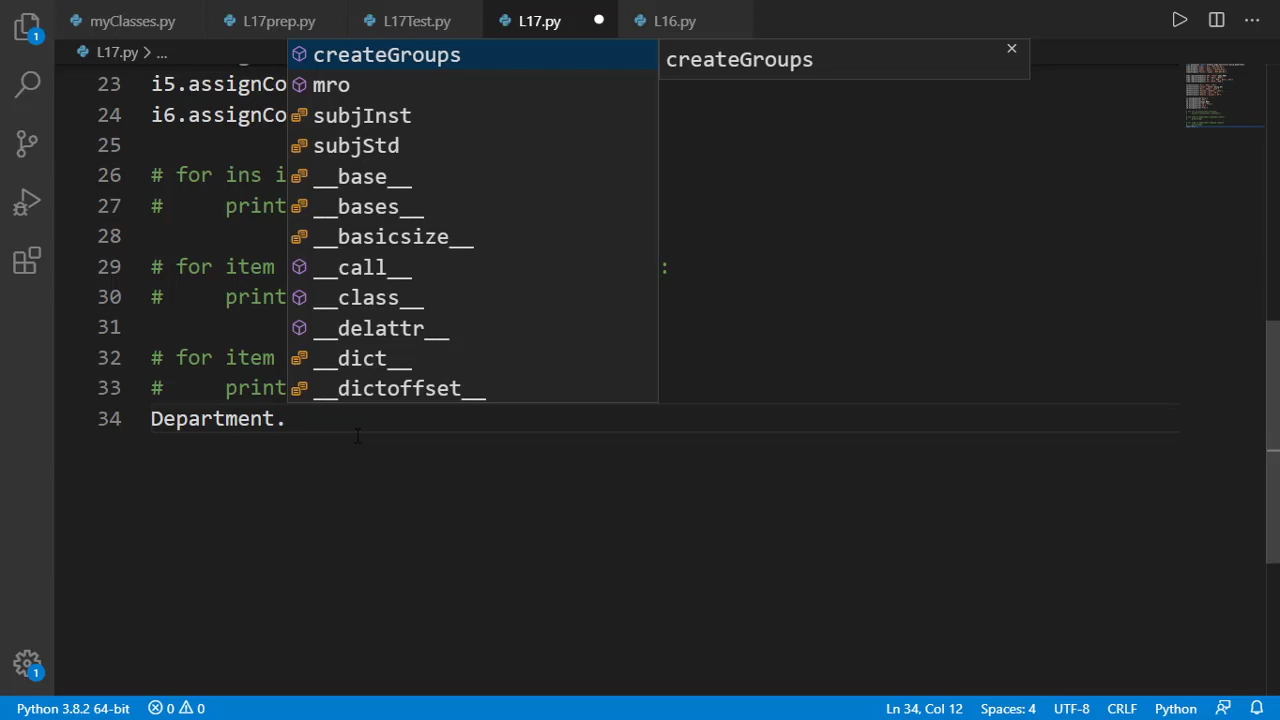 myClasses.py L17prep.py L17Test.py L17.py L16.py
L17.py > ...
createGroups
createGroups
mro
subjInst
subjStd
__base__
__bases__
__basicsize__
__call__
__class__
__delattr__
__dict__
__dictoffset__
23 i5.assignCo
24 i6.assignCo
25
26 # for ins i
27 #     print
28
29 # for item :
30 #     print
31
32 # for item
33 #     print
34 Department.
1
1
Python 3.8.2 64-bit 0 0 Ln 34, Col 12 Spaces: 4 UTF-8 CRLF Python